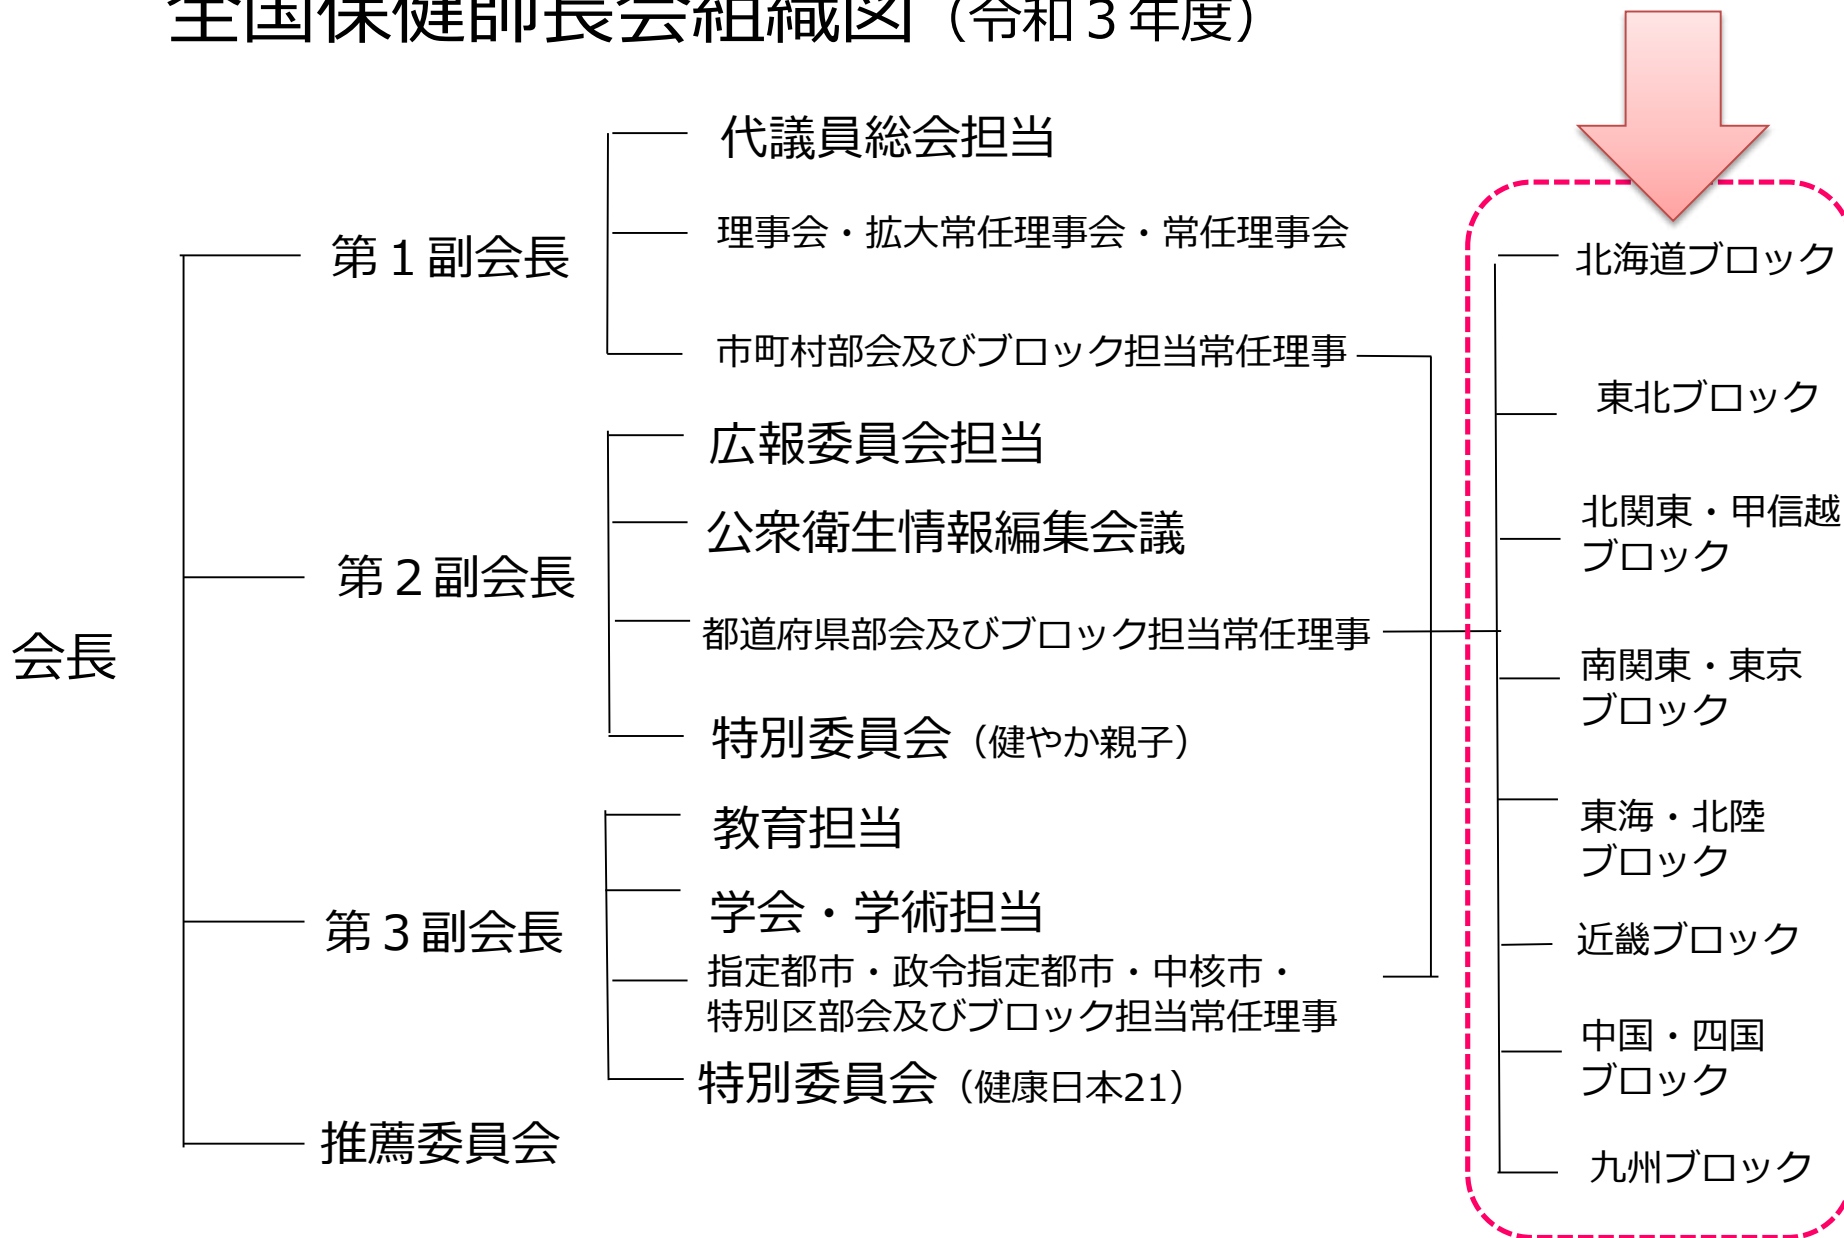 全国保健師長会組織図（令和３年度）
会長
第１副会長
代議員総会担当
理事会・拡大常任理事会・常任理事会
市町村部会及びブロック担当常任理事
第２副会長
広報委員会担当
公衆衛生情報編集会議
都道府県部会及びブロック担当常任理事
特別委員会（健やか親子）
第３副会長
教育担当
学会・学術担当
指定都市・政令指定都市・中核市・
特別区部会及びブロック担当常任理事
特別委員会（健康日本21）
推薦委員会
北海道ブロック
東北ブロック
北関東・甲信越
ブロック
南関東・東京
ブロック
東海・北陸
ブロック
近畿ブロック
中国・四国
ブロック
九州ブロック